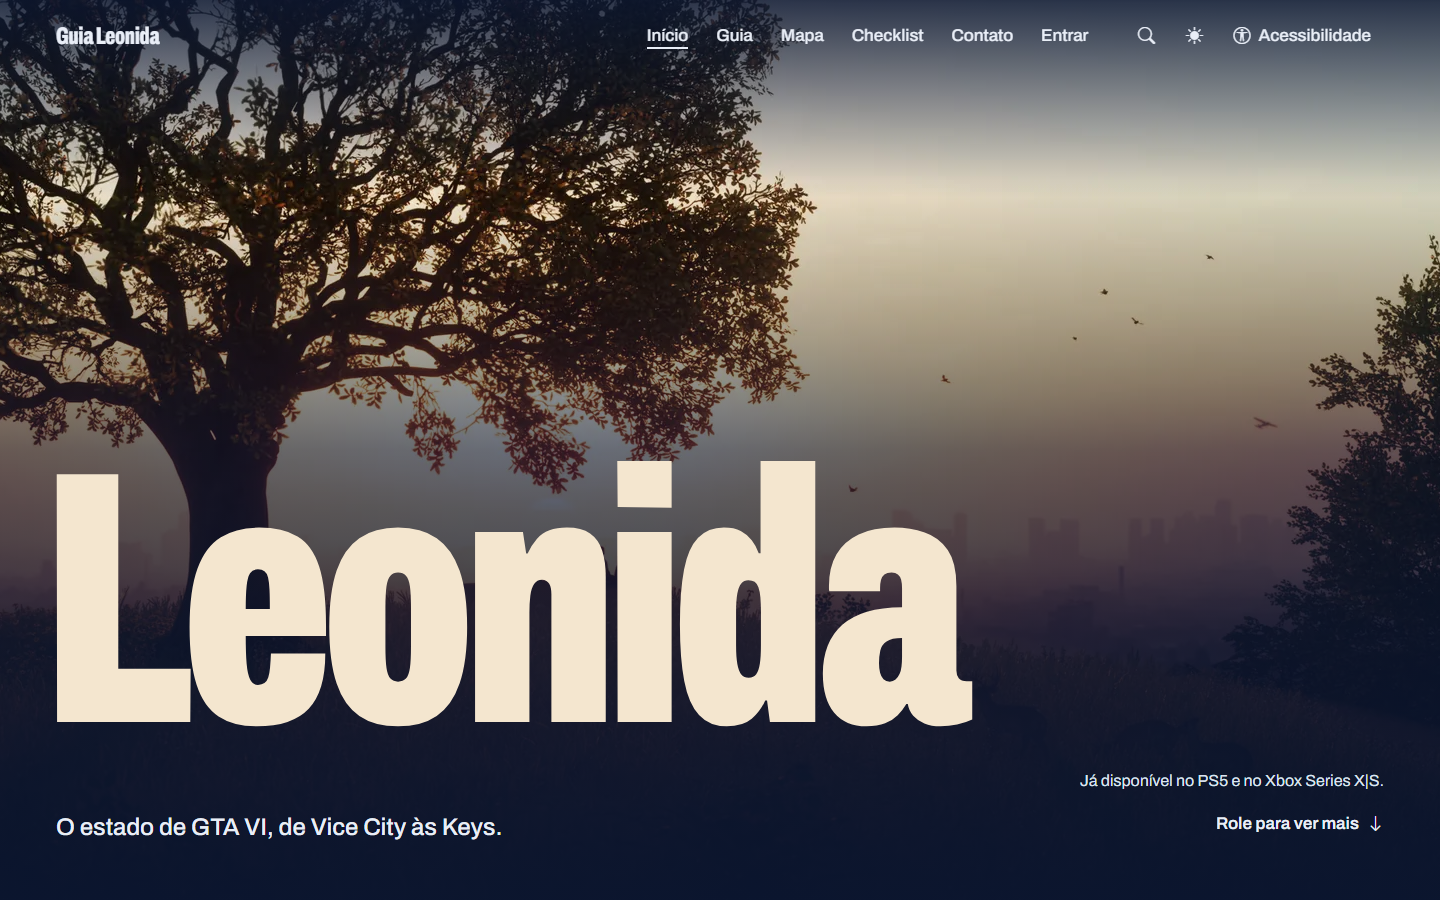 Guia Leonida
Início
Guia
Mapa
Checklist
Contato
Entrar
Acessibilidade
Leonida
Já disponível no PS5 e no Xbox Series X|S.
O estado de GTA VI, de Vice City às Keys.
Role para ver mais